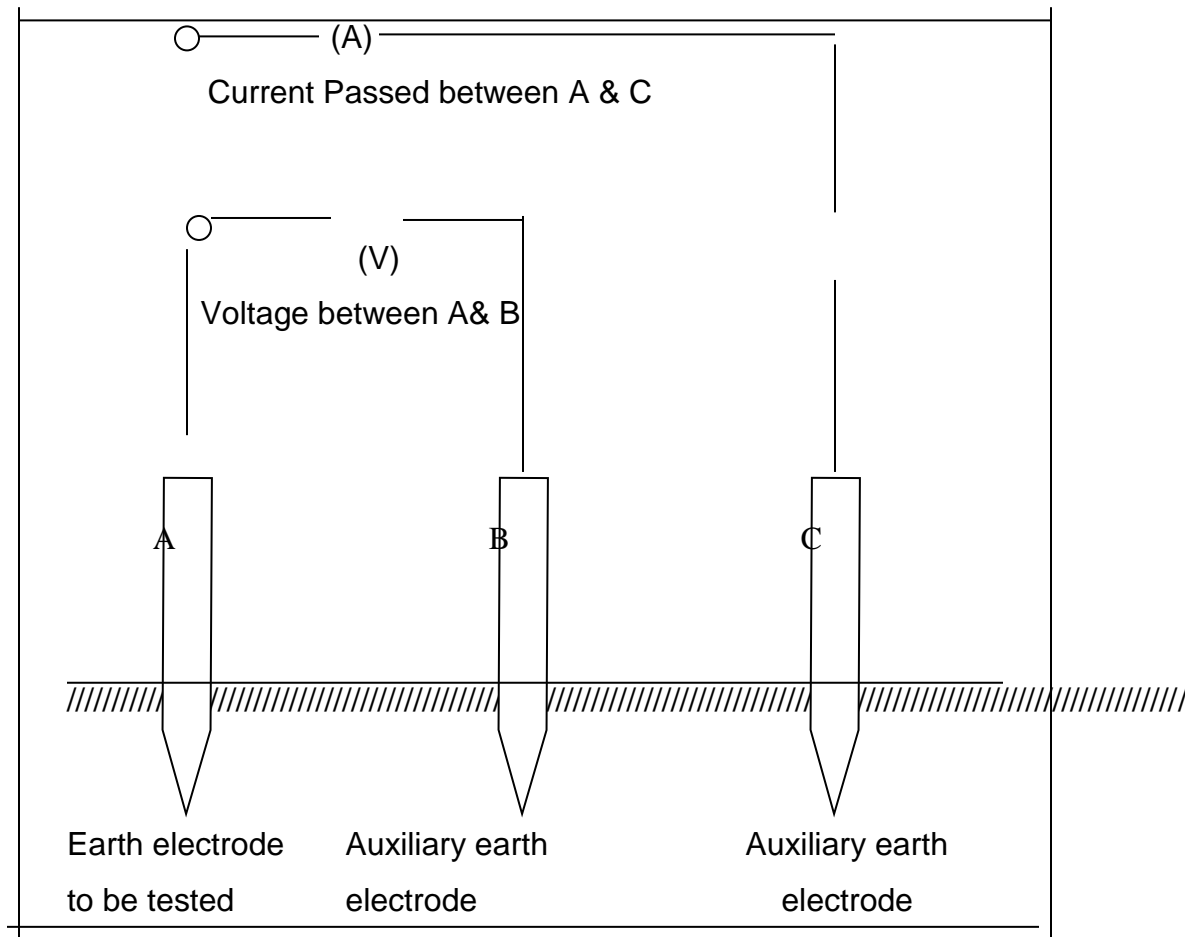 (A)
Current Passed between A & C
(V)
Voltage between A& B
A B C
Earth electrode Auxiliary earth Auxiliary earth
to be tested electrode electrode